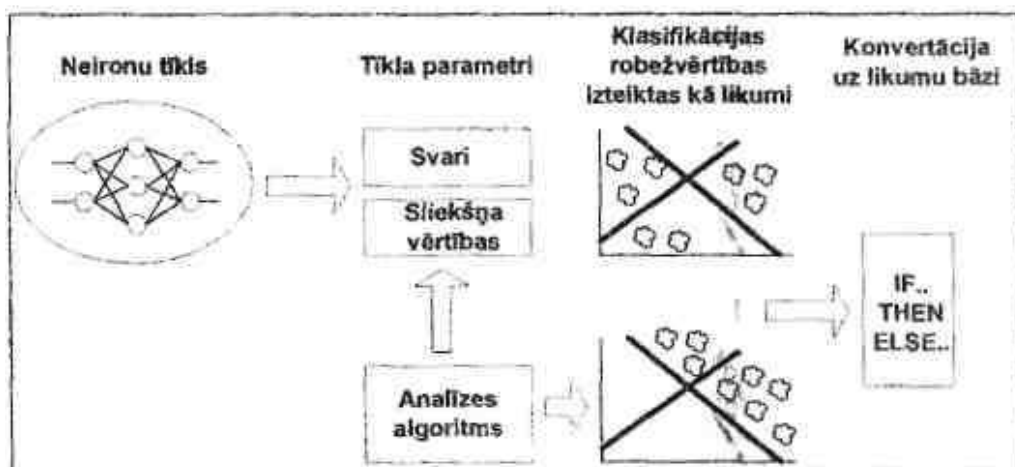 Neironu tīkls
Tīkla parametri
Klasifikācijas
robežvērtības
izteiktas kā likumi
Konvertācija
uz likumu bāzi
Svari
Sliekšņa
vērtības
Analīzes
algoritms
IF..
THEN
ELSE..